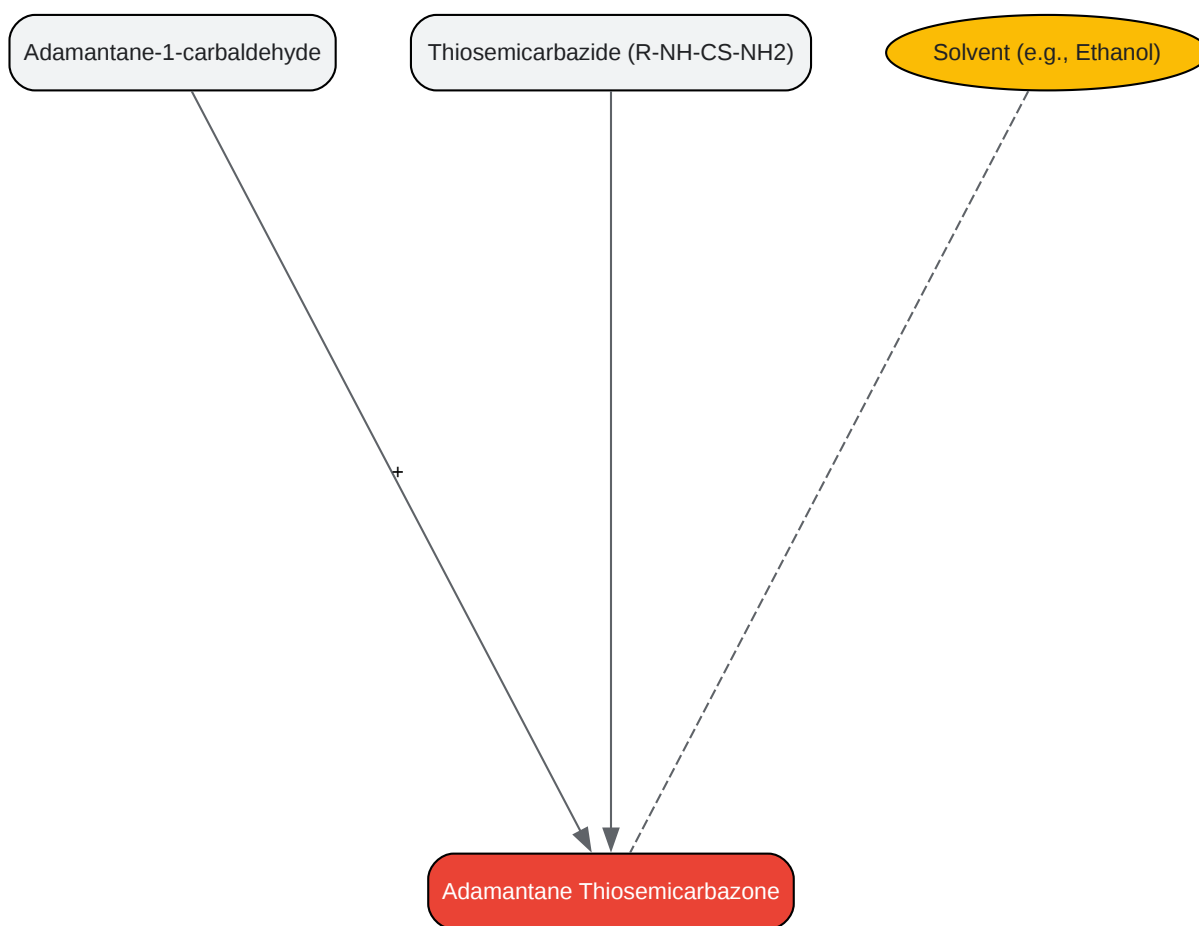 Adamantane-1-carbaldehyde
Thiosemicarbazide (R-NH-CS-NH2)
Solvent (e.g., Ethanol)
+
Adamantane Thiosemicarbazone